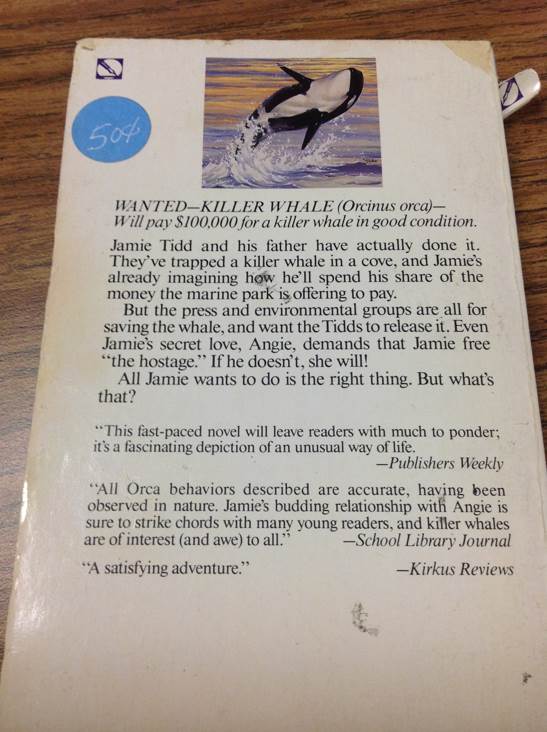 50¢
WANTED—KILLER WHALE (Orcinus orca)—
Will pay $100,000 for a killer whale in good condition.
Jamie Tidd and his father have actually done it.
They've trapped a killer whale in a cove, and Jamie's
already imagining how he'll spend his share of the
money the marine park is offering to pay.
But the press and environmental groups are all for
saving the whale, and want the Tidds to release it. Even
Jamie's secret love, Angie, demands that Jamie free
“the hostage.” If he doesn't, she will!
All Jamie wants to do is the right thing. But what's
that?
“This fast-paced novel will leave readers with much to ponder;
it's a fascinating depiction of an unusual way of life.
—Publishers Weekly
“All Orca behaviors described are accurate, having been
observed in nature. Jamie's budding relationship with Angie is
sure to strike chords with many young readers, and killer whales
are of interest (and awe) to all.” —School Library Journal
“A satisfying adventure.” —Kirkus Reviews